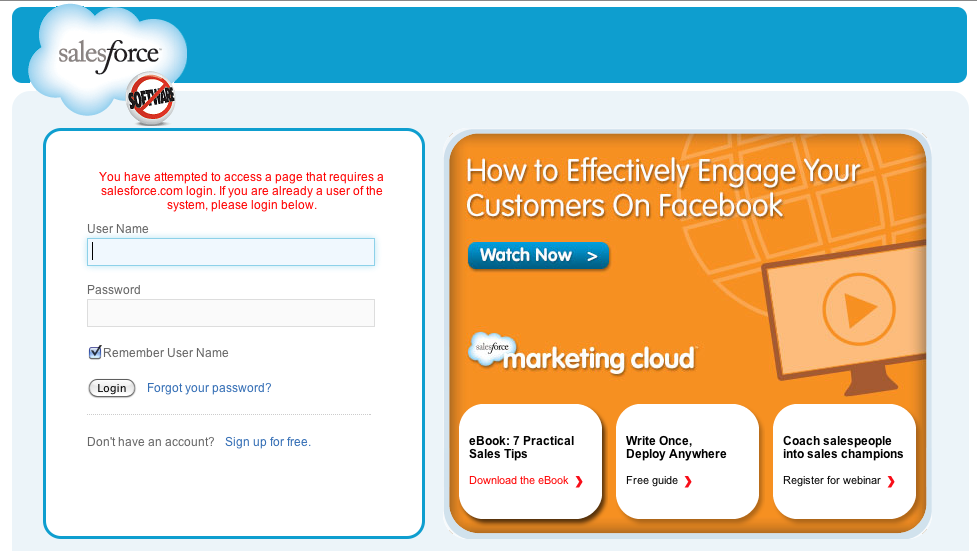 salesforce
SOFTWARE
You have attempted to access a page that requires a
salesforce.com login. If you are already a user of the
system, please login below.
User Name
Password
Remember User Name
Login Forgot your password?
Don't have an account? Sign up for free.
How to Effectively Engage Your
Customers On Facebook
Watch Now >
salesforce
marketing cloud
eBook: 7 Practical
Sales Tips
Download the eBook ❯
Write Once,
Deploy Anywhere
Free guide ❯
Coach salespeople
into sales champions
Register for webinar ❯